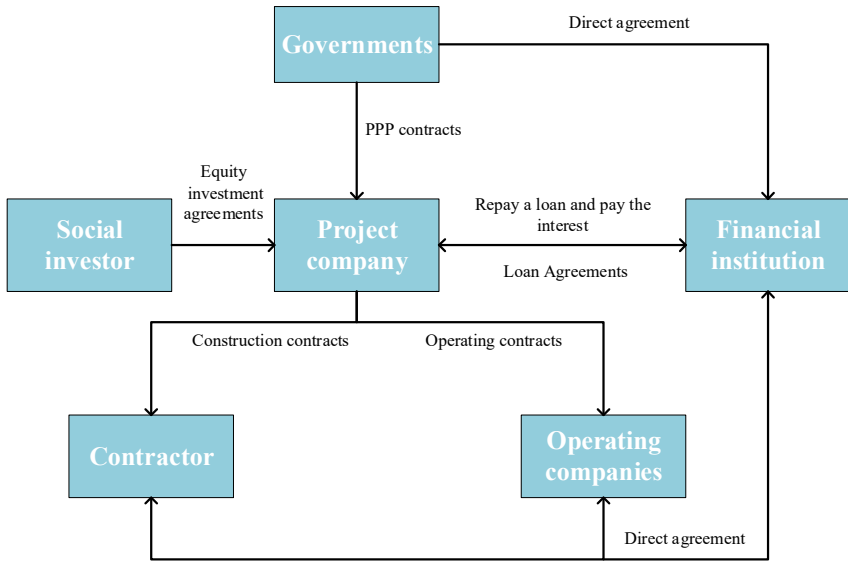 Direct agreement
Governments
PPP contracts
Equity
investment
agreements
Repay a loan and pay the
interest
Social
investor
Project
company
Financial
institution
Loan Agreements
Construction contracts
Operating contracts
Contractor
Operating
companies
Direct agreement